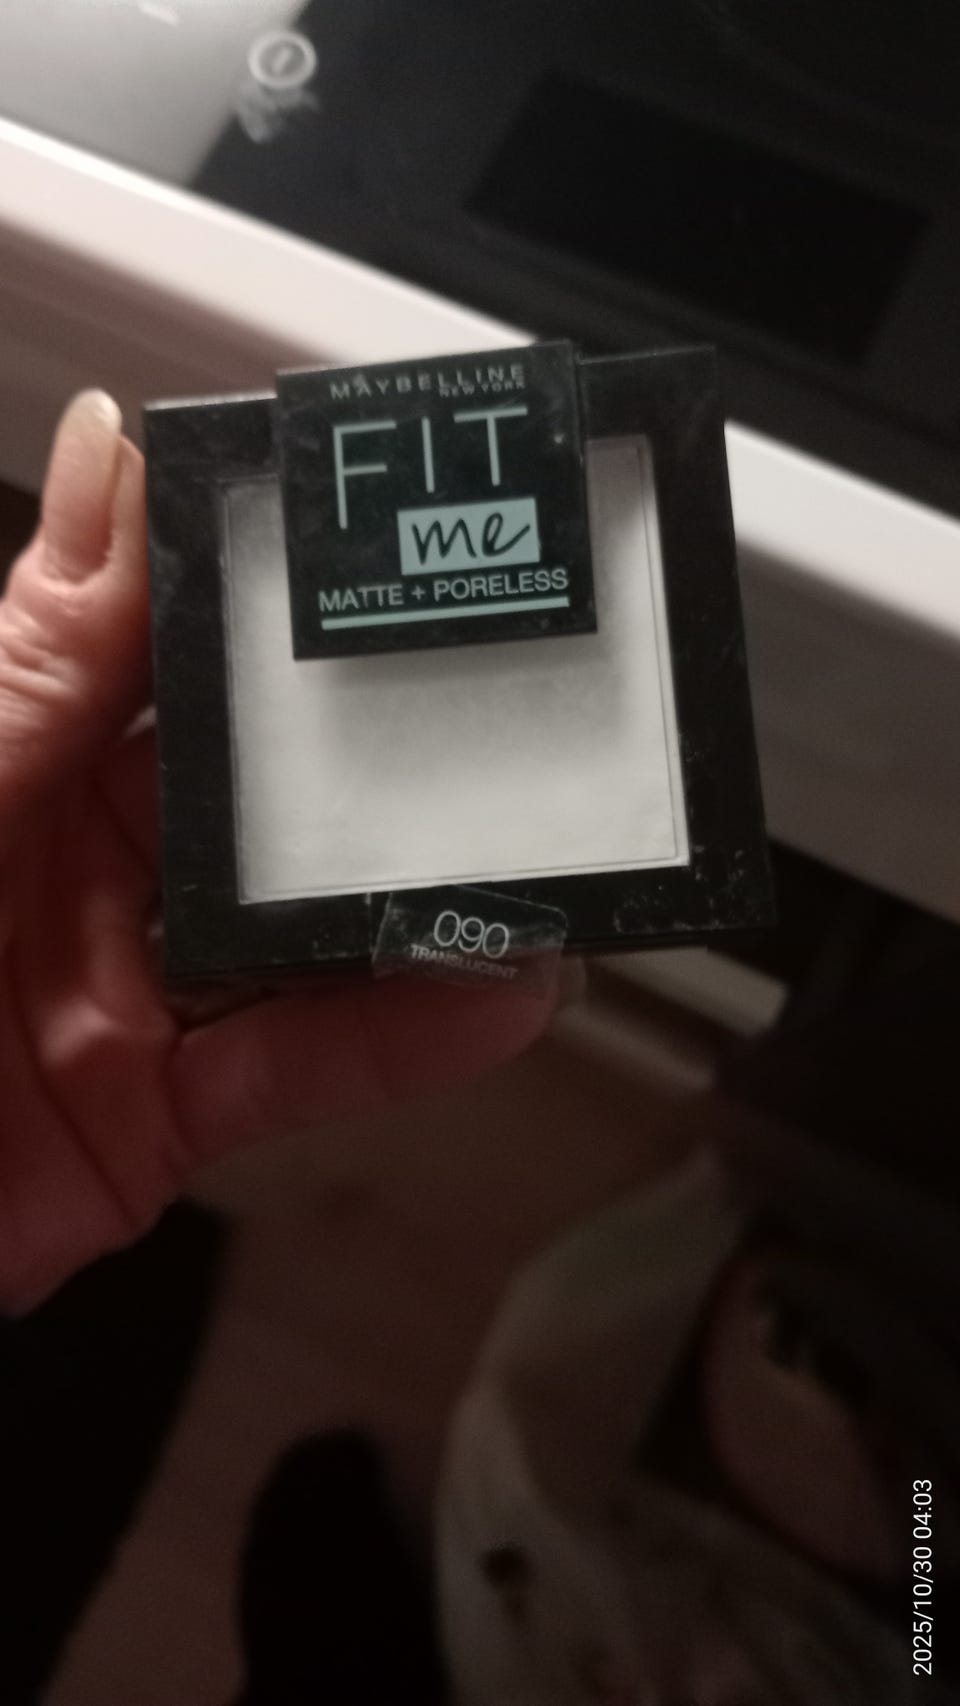 MAYBELLINE
NEW YORK
FIT
me
MATTE + PORELESS
090
TRANSLUCENT
2025/10/30 04:03